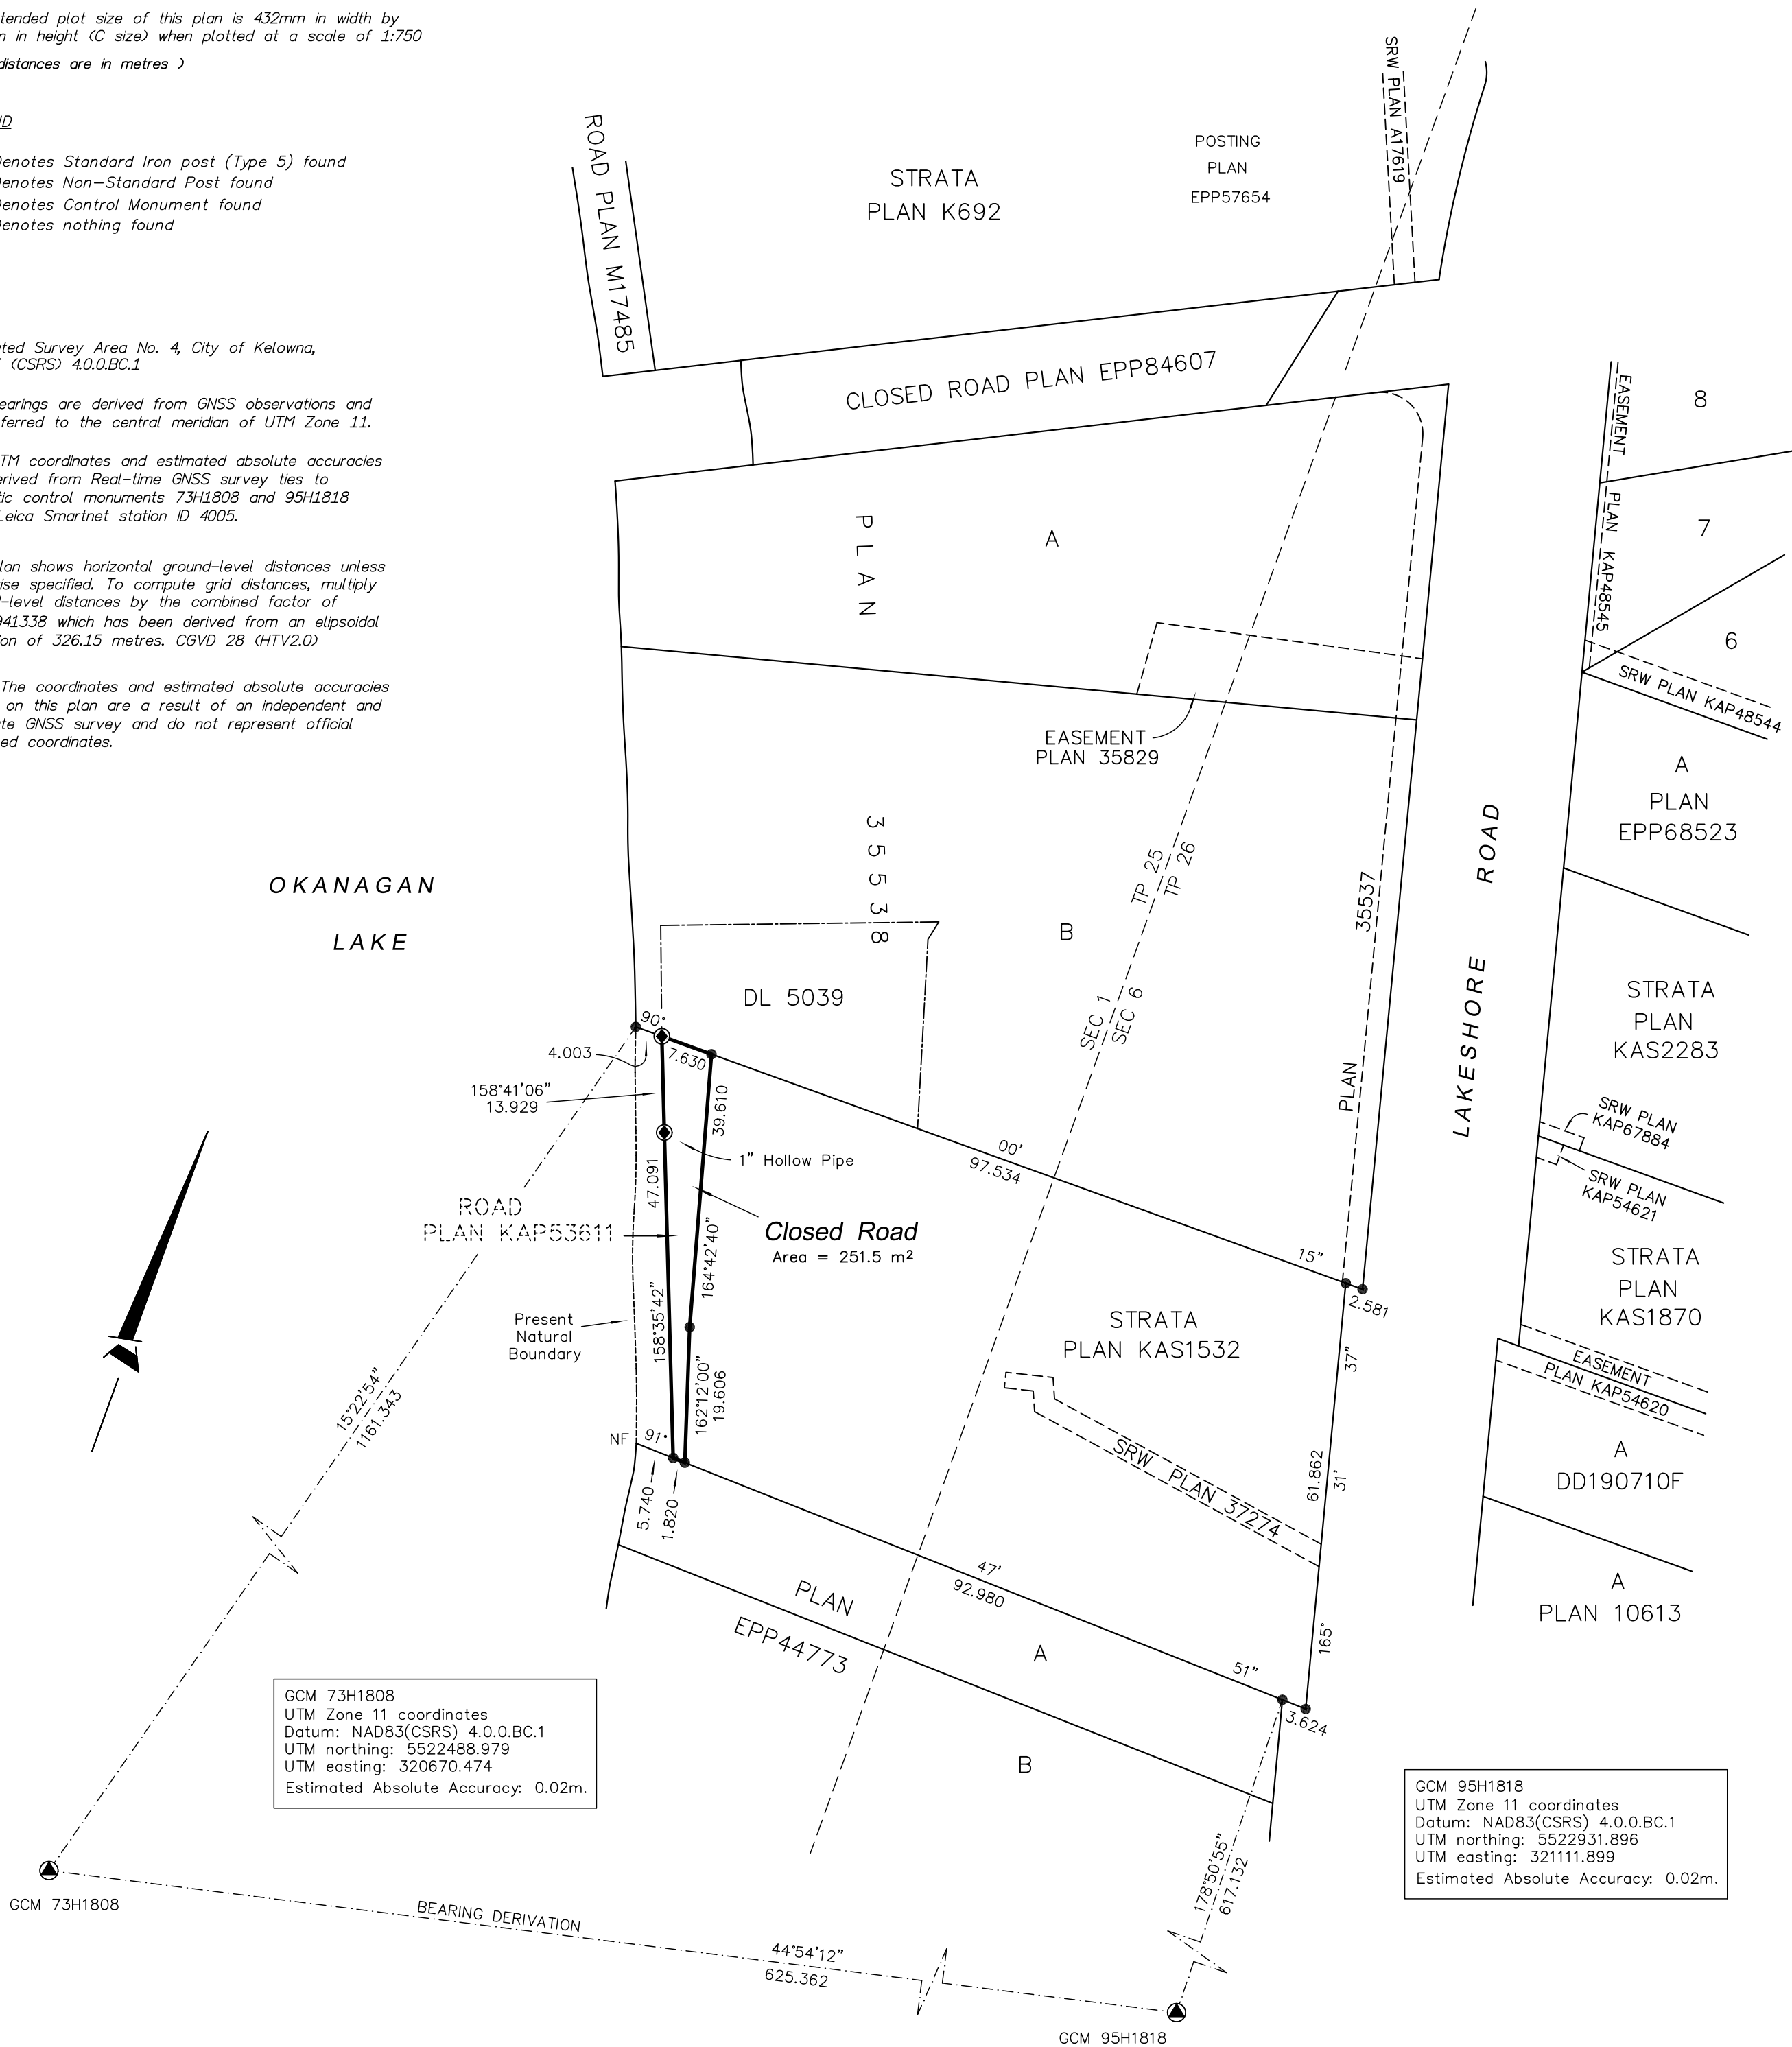 tended plot size of this plan is 432mm in width by
in height (C size) when plotted at a scale of 1:750
distances are in metres )
Denotes Standard Iron post (Type 5) found
Denotes Non-Standard Post found
Denotes Control Monument found
Denotes nothing found
ted Survey Area No. 4, City of Kelowna,
(CSRS) 4.0.0.BC.1
earings are derived from GNSS observations and
ferred to the central meridian of UTM Zone 11.
TM coordinates and estimated absolute accuracies
erived from Real-time GNSS survey ties to
tic control monuments 73H1808 and 95H1818
Leica Smartnet station ID 4005.
lan shows horizontal ground-level distances unless
ise specified. To compute grid distances, multiply
-level distances by the combined factor of
941338 which has been derived from an elipsoidal
on of 326.15 metres. CGVD 28 (HTV2.0)
The coordinates and estimated absolute accuracies
on this plan are a result of an independent and
te GNSS survey and do not represent official
ed coordinates.
ROAD PLAN M17485
STRATA
PLAN K692
POSTING
PLAN
EPP57654
SRW PLAN A17619
CLOSED ROAD PLAN EPP84607
PLAN
A
EASEMENT
PLAN 35829
35538
B
TP 25
TP 26
SEC 1
SEC 6
35537
PLAN
LAKESHORE ROAD
EASEMENT PLAN KAP48545
8
7
6
SRW PLAN KAP48544
A
PLAN
EPP68523
STRATA
PLAN
KAS2283
SRW PLAN
KAP67884
SRW PLAN
KAP54621
STRATA
PLAN
KAS1870
EASEMENT
PLAN KAP54620
A
DD190710F
A
PLAN 10613
OKANAGAN
LAKE
DL 5039
90°
4.003
7.630
158°41'06"
13.929
39.610
1" Hollow Pipe
00'
97.534
15"
2.581
47.091
ROAD
PLAN KAP53611
Closed Road
Area = 251.5 m²
164°42'40"
158°35'42"
Present
Natural
Boundary
162°12'00"
19.606
NF
91°
5.740
1.820
STRATA
PLAN KAS1532
SRW PLAN 37274
37"
61.862
31'
165°
47'
92.980
51"
3.624
PLAN
EPP44773
A
B
15°22'54"
1161.343
GCM 73H1808
UTM Zone 11 coordinates
Datum: NAD83(CSRS) 4.0.0.BC.1
UTM northing: 5522488.979
UTM easting: 320670.474
Estimated Absolute Accuracy: 0.02m.
GCM 95H1818
UTM Zone 11 coordinates
Datum: NAD83(CSRS) 4.0.0.BC.1
UTM northing: 5522931.896
UTM easting: 321111.899
Estimated Absolute Accuracy: 0.02m.
178°50'55"
617.132
GCM 73H1808
BEARING DERIVATION
44°54'12"
625.362
GCM 95H1818